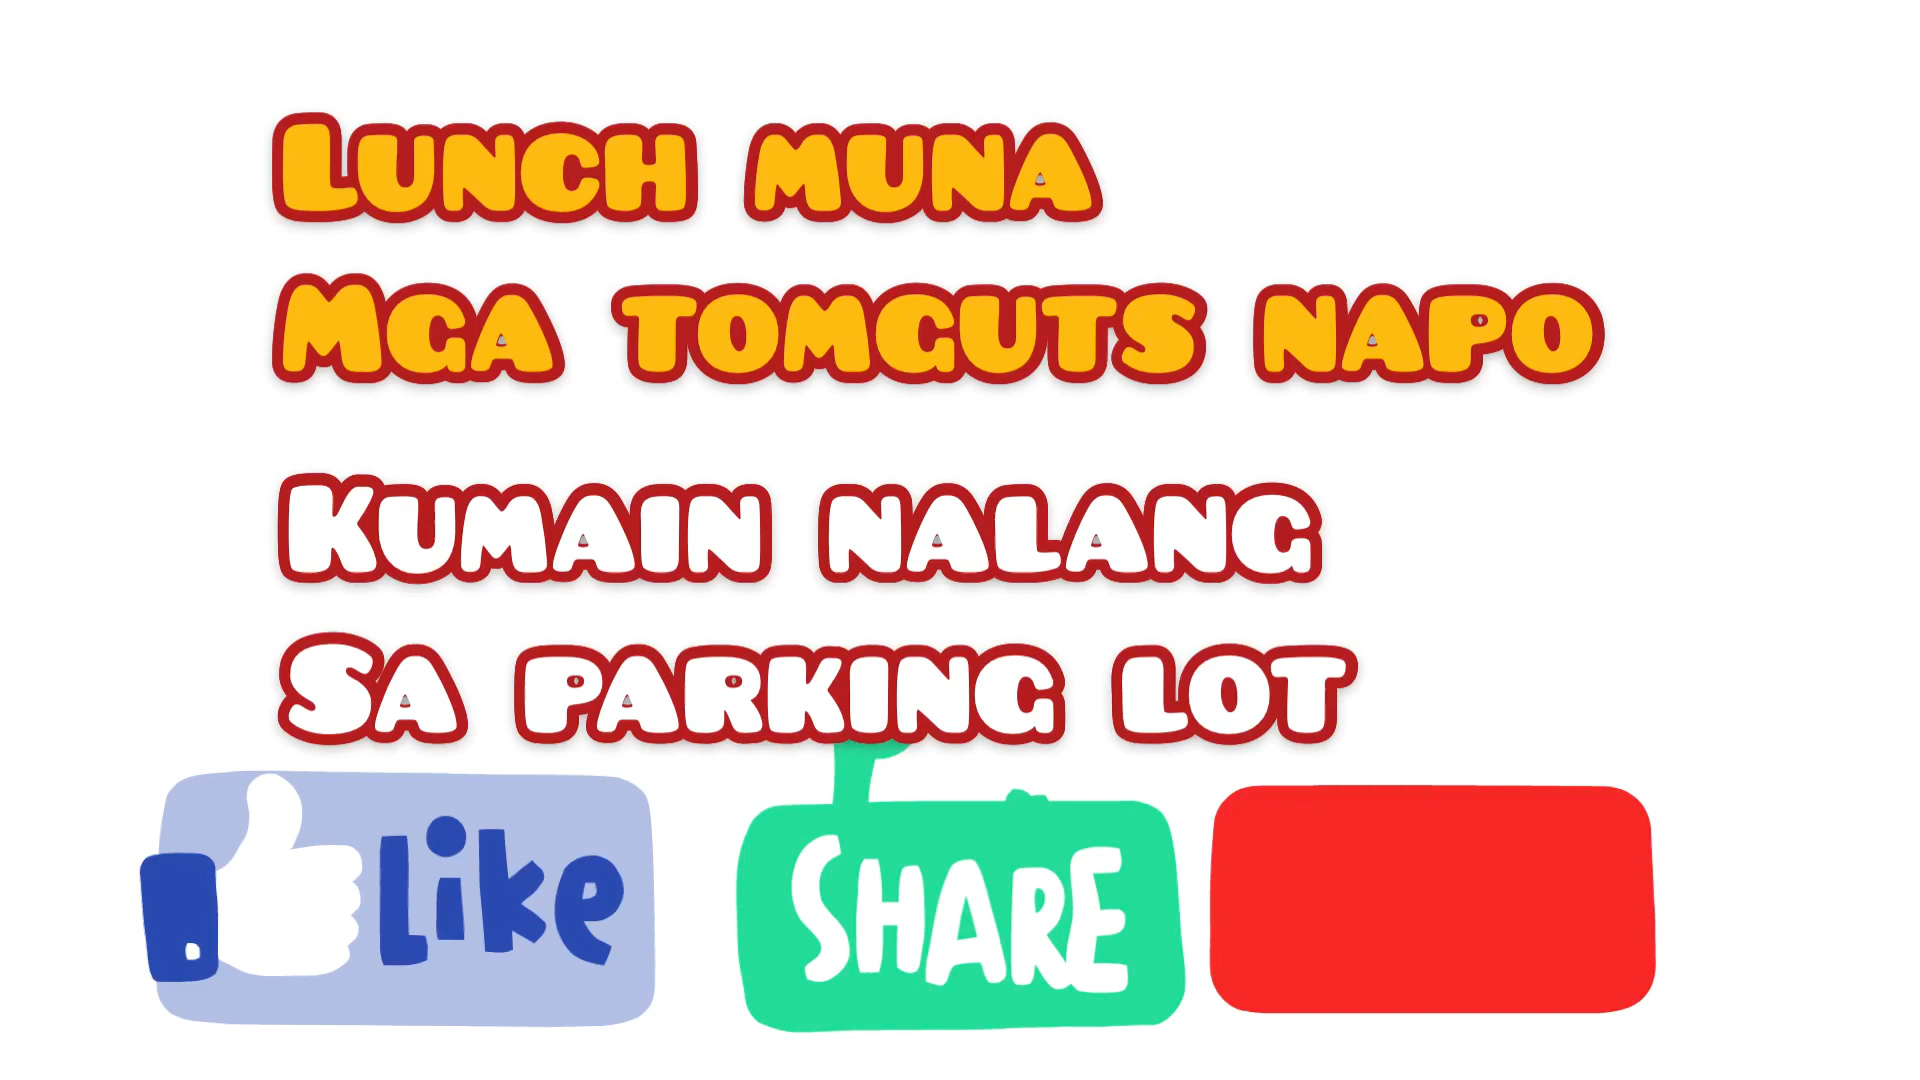 Lunch muna
Mga tomguts napo
Kumain nalang
Sa parking lot
Like
SHARE